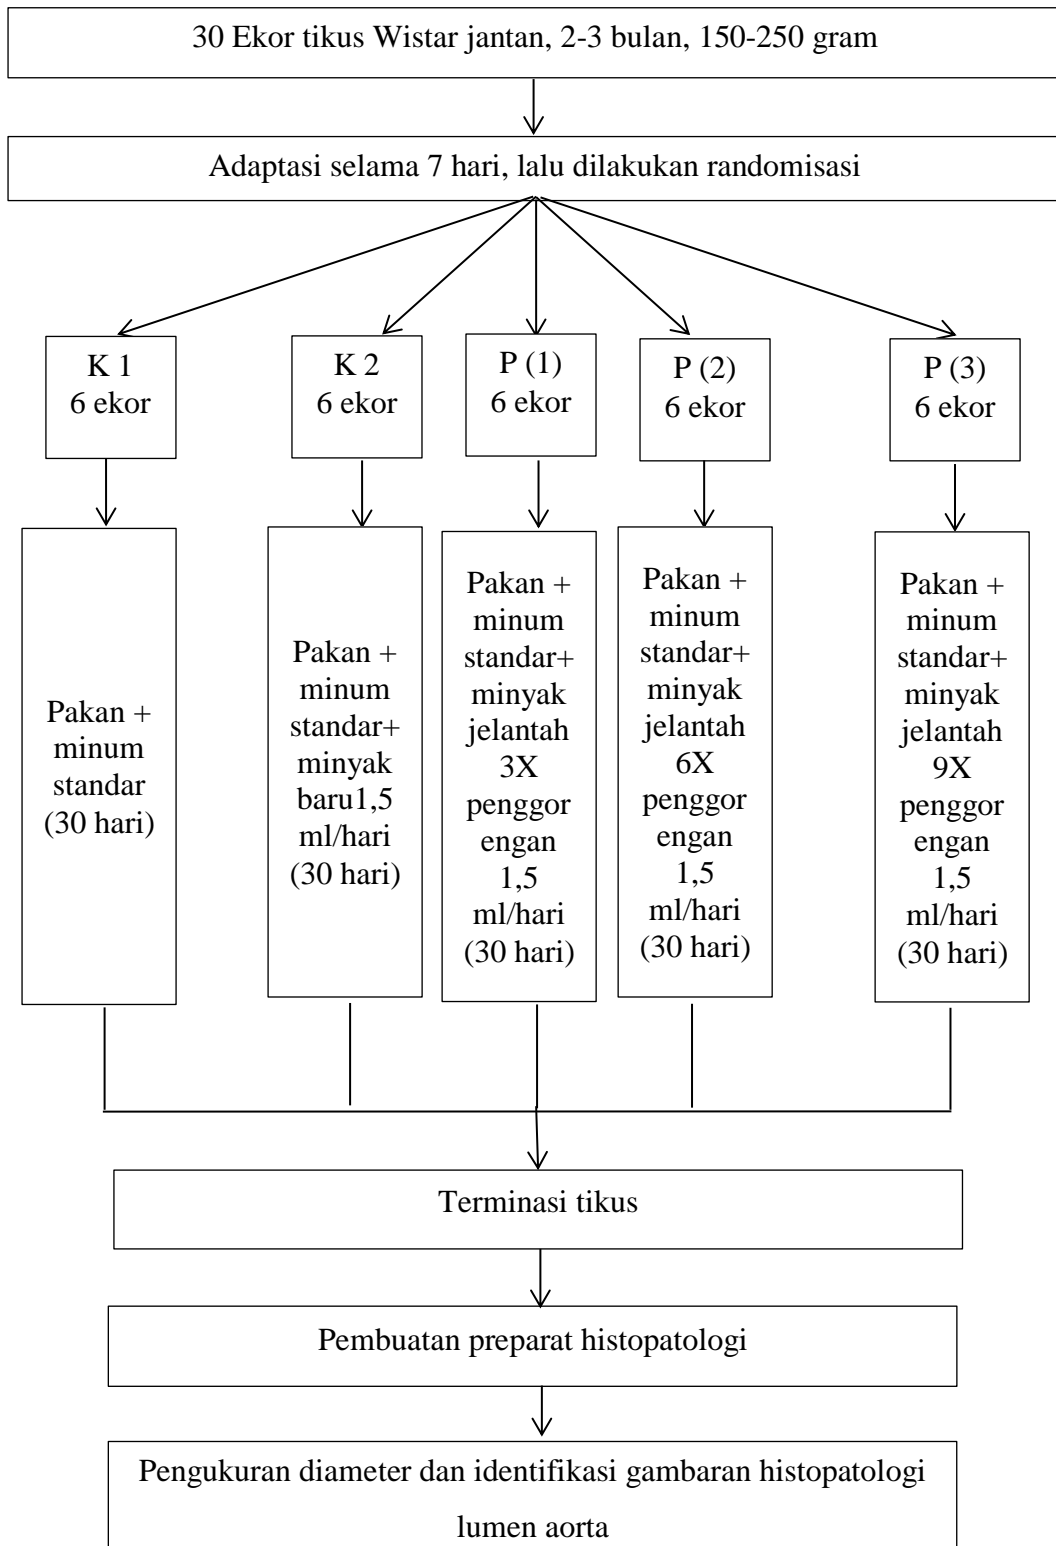 30 Ekor tikus Wistar jantan, 2-3 bulan, 150-250 gram
Adaptasi selama 7 hari, lalu dilakukan randomisasi
K 1
6 ekor
K 2
6 ekor
P (1)
6 ekor
P (2)
6 ekor
P (3)
6 ekor
Pakan +
minum
standar
(30 hari)
Pakan +
minum
standar+
minyak
baru1,5
ml/hari
(30 hari)
Pakan +
minum
standar+
minyak
jelantah
3X
penggor
engan
1,5
ml/hari
(30 hari)
Pakan +
minum
standar+
minyak
jelantah
6X
penggor
engan
1,5
ml/hari
(30 hari)
Pakan +
minum
standar+
minyak
jelantah
9X
penggor
engan
1,5
ml/hari
(30 hari)
Terminasi tikus
Pembuatan preparat histopatologi
Pengukuran diameter dan identifikasi gambaran histopatologi
lumen aorta